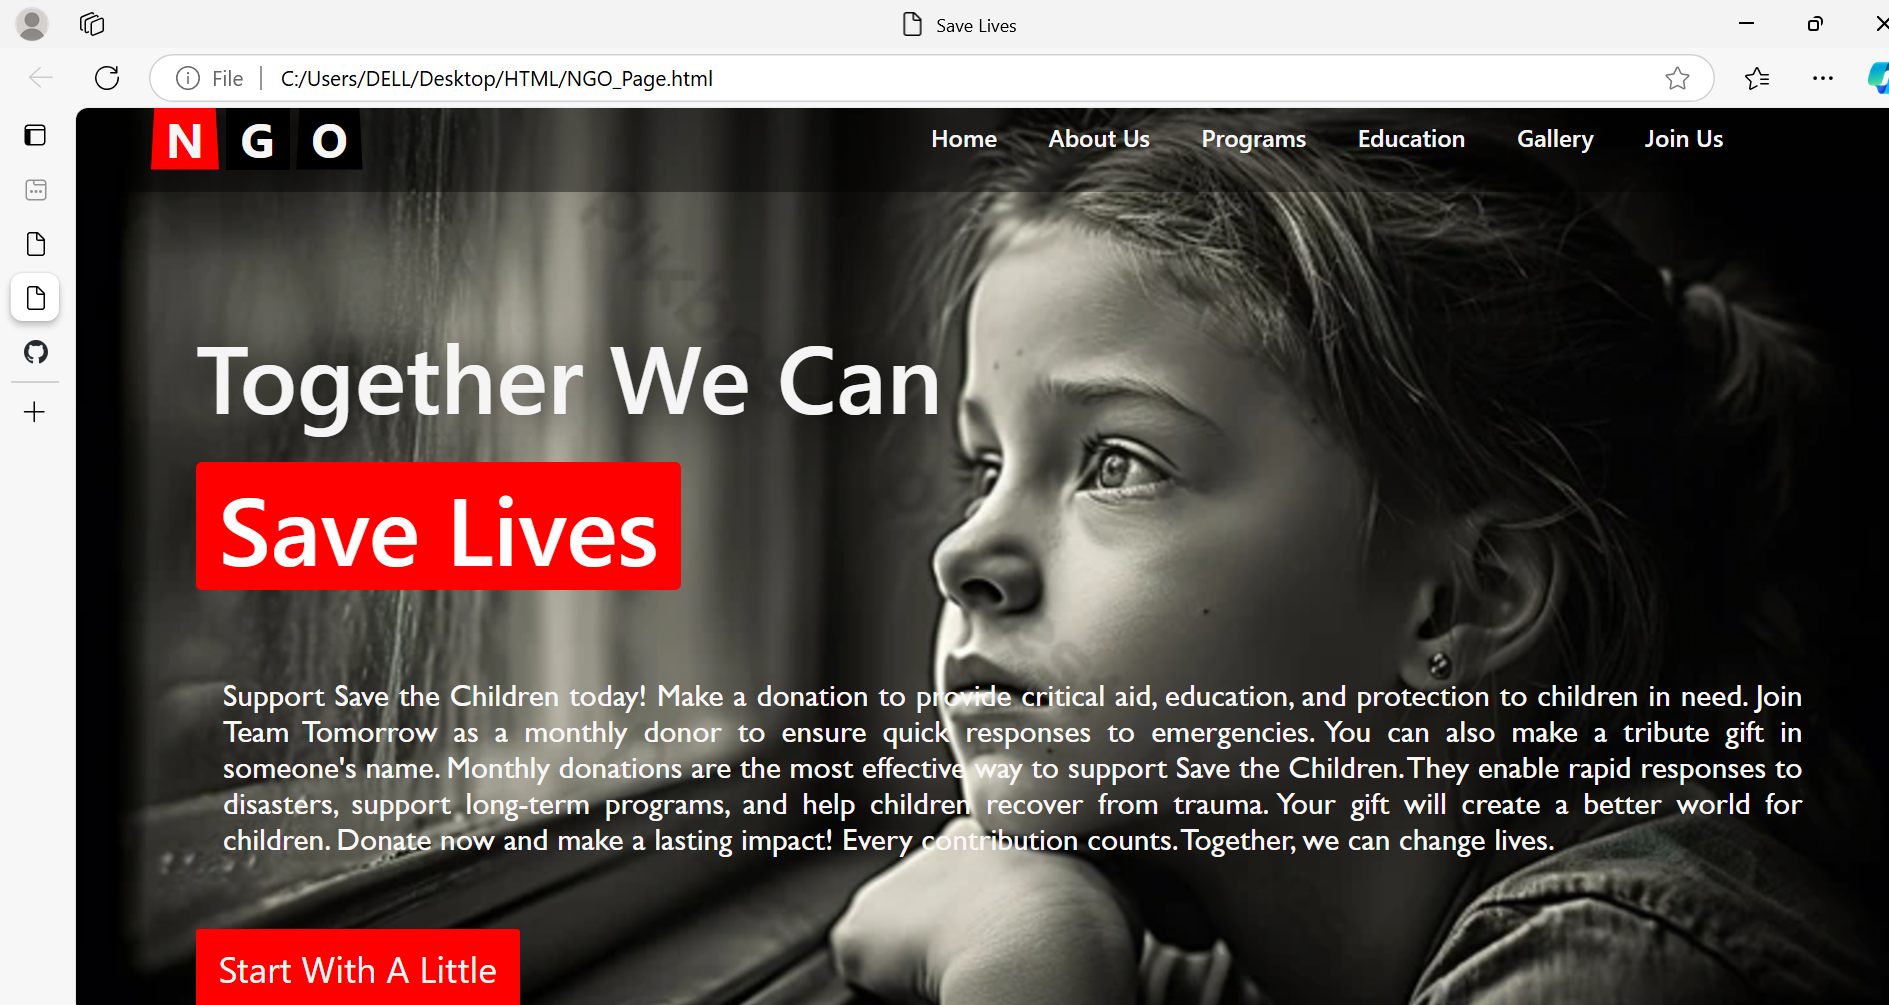 Save Lives
File C:/Users/DELL/Desktop/HTML/NGO_Page.html
N G O Home About Us Programs Education Gallery Join Us
Together We Can
Save Lives
Support Save the Children today! Make a donation to provide critical aid, education, and protection to children in need. Join
Team Tomorrow as a monthly donor to ensure quick responses to emergencies. You can also make a tribute gift in
someone's name. Monthly donations are the most effective way to support Save the Children. They enable rapid responses to
disasters, support long-term programs, and help children recover from trauma. Your gift will create a better world for
children. Donate now and make a lasting impact! Every contribution counts. Together, we can change lives.
Start With A Little